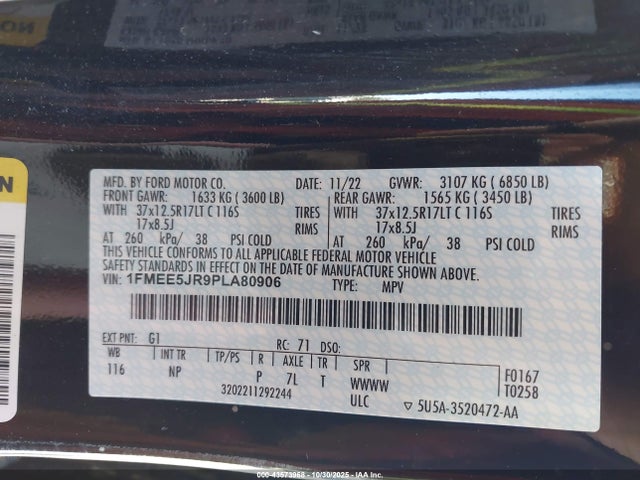 MFD. BY FORD MOTOR CO. DATE: 11/22 GVWR: 3107 KG ( 6850 LB)
FRONT GAWR: 1633 KG ( 3600 LB) REAR GAWR: 1565 KG ( 3450 LB)
WITH 37x12.5R17LT C 116S TIRES WITH 37x12.5R17LT C 116S TIRES
17x8.5J RIMS 17x8.5J RIMS
AT 260 kPa/ 38 PSI COLD AT 260 kPa/ 38 PSI COLD
THIS VEHICLE CONFORMS TO ALL APPLICABLE FEDERAL MOTOR VEHICLE
SAFETY STANDARDS IN EFFECT ON THE DATE OF MANUFACTURE SHOWN ABOVE.
VIN: 1FMEE5JR9PLA80906 TYPE: MPV
EXT PNT: G1 RC: 71 DSO:
WB INT TR TP/PS R AXLE TR SPR F0167
116 NP P 7L T WWWW T0258
3202211292244 ULC 5U5A-3520472-AA
ON
44-43573958 - 10/30/2025 - IAA Inc.